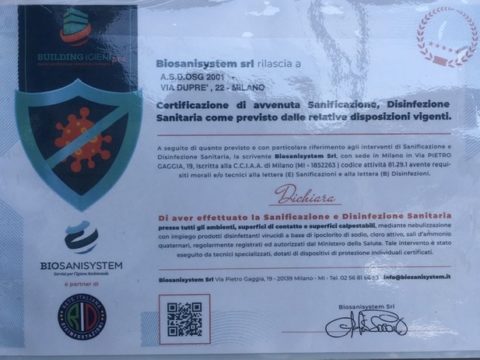 BUILDING IGIENE
Biosanisystem srl rilascia a
A.S.D.OSG 2001
VIA DUPRE', 22 - MILANO
Certificazione di avvenuta Sanificazione, Disinfezione
Sanitaria come previsto dalle relative disposizioni vigenti.
A seguito di quanto previsto e con particolare riferimento agli interventi di Sanificazione e
Disinfezione Sanitaria, la scrivente Biosanisystem Srl, con sede in Milano in Via PIETRO
GAGGIA, 19, Iscritta alla C.C.I.A.A. di Milano (MI - 1852263) codice attività 81.29.1 avente requi-
siti morali e/o tecnici alla lettera (E) Sanificazioni e alla lettera (B) Disinfezioni.
Dichiara
Di aver effettuato la Sanificazione e Disinfezione Sanitaria
presso tutti gli ambienti, superfici di contatto e superfici calpestabili, mediante nebulizzazione
con impiego prodotti disinfettanti virucidi a base di ipoclorito di sodio, cloro attivo, sali d'ammonio
quaternari, regolarmente registrati ed autorizzati dal Ministero della Salute. Tale intervento è stato
eseguito da tecnici specializzati, dotati di dispositivi di protezione individuali certificati.
BIOSANISYSTEM
Servizi per l'Igiene Ambientale
e partner di
RID
Biosanisystem Srl Via Pietro Gaggia, 19 - 20139 Milano - MI - Tel. 02 56 81 info@biosanisystem.it
Biosanisystem Srl